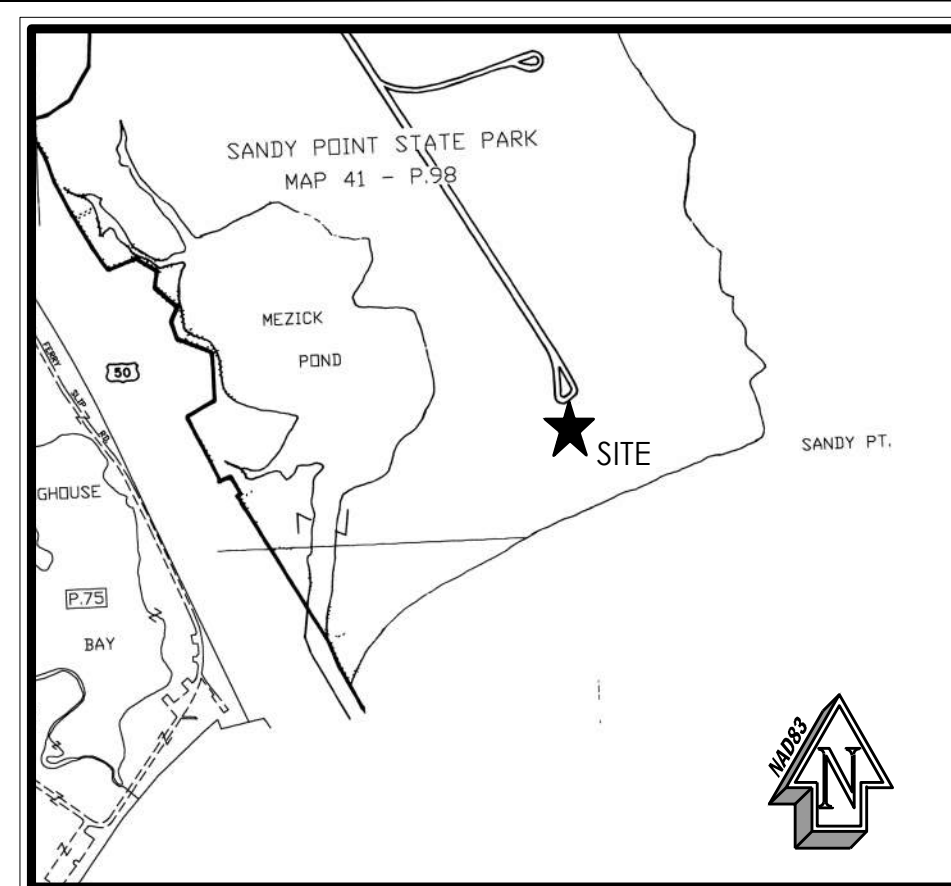 SANDY POINT STATE PARK
MAP 41 - P.98
MEZICK
POND
50
FERRY SLIP RD.
SITE
SANDY PT.
GHOUSE
P.75
BAY
NAD83
N